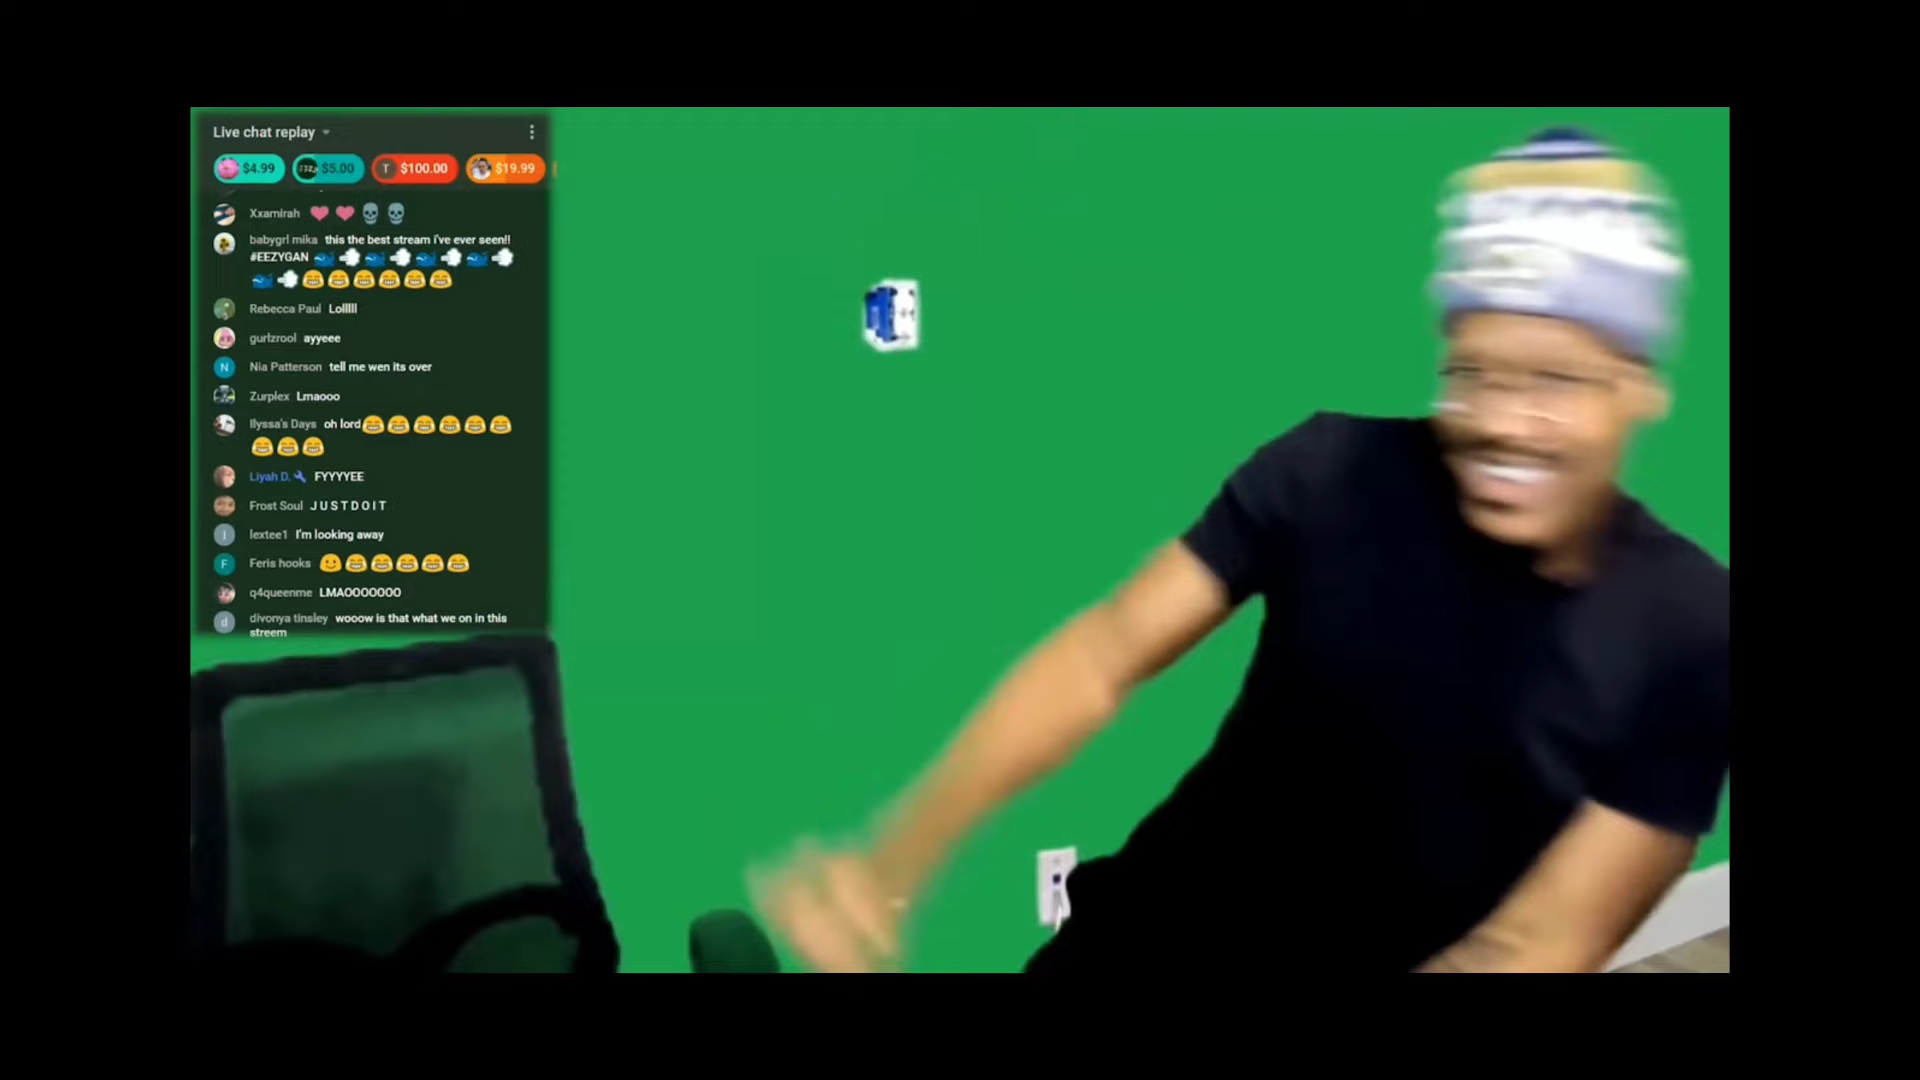 Live chat replay
$4.99 $5.00 T $100.00 $19.99
Xxamirah
babygrl mika this the best stream i've ever seen!!
#EEZYGAN
Rebecca Paul Lolllll
gurlzrool ayyeee
N Nia Patterson tell me wen its over
Zurplex Lmaooo
Ilyssa's Days oh lord
Liyah D. FYYYYEE
Frost Soul J U S T D O I T
l lextee1 I'm looking away
F Feris hooks
q4queenme LMAOOOOOOO
d divonya tinsley wooow is that what we on in this
streem